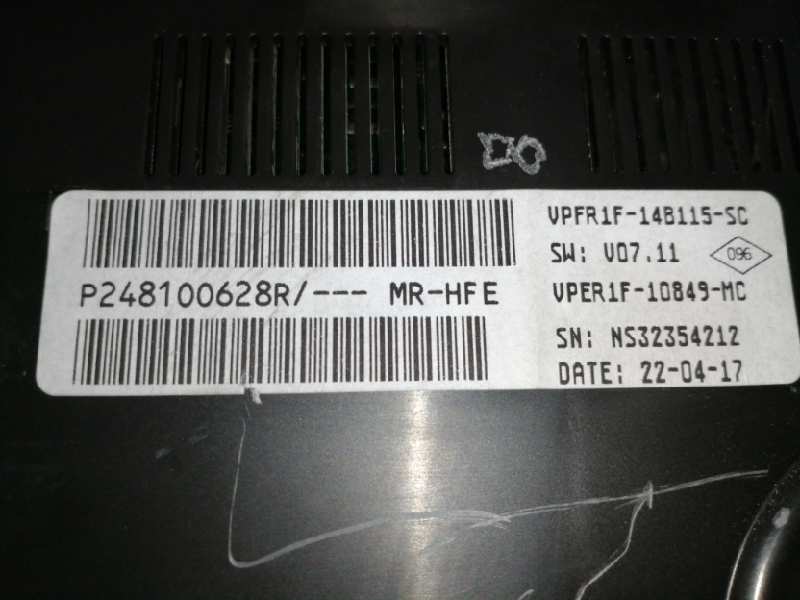 P248100628R/--- MR-HFE
VPFR1F-14B115-SC
SW: V07.11
096
VPER1F-10849-MC
SN: NS32354212
DATE: 22-04-17